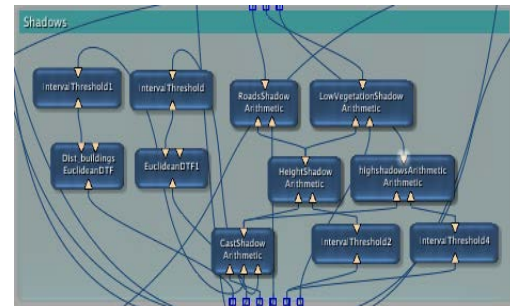 Shadows
IntervalThreshold1
IntervalThreshold
RoadsShadow
Arithmetic
LowVegetationShadow
Arithmetic
Dist_buildings
EuclideanDTF
EuclideanDTF1
HeightShadow
Arithmetic
highshadowsArithmetic
Arithmetic
CastShadow
Arithmetic
IntervalThreshold2
IntervalThreshold4